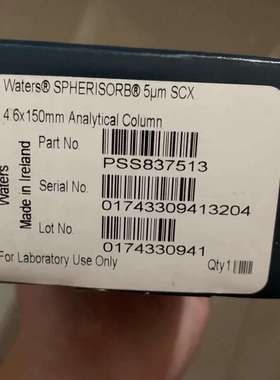 Waters® SPHERISORB® 5µm SCX
4.6x150mm Analytical Column
Part No.
PSS837513
Serial No.
01743309413204
Lot No.
0174330941
For Laboratory Use Only
Qty 1
Waters
Made in Ireland